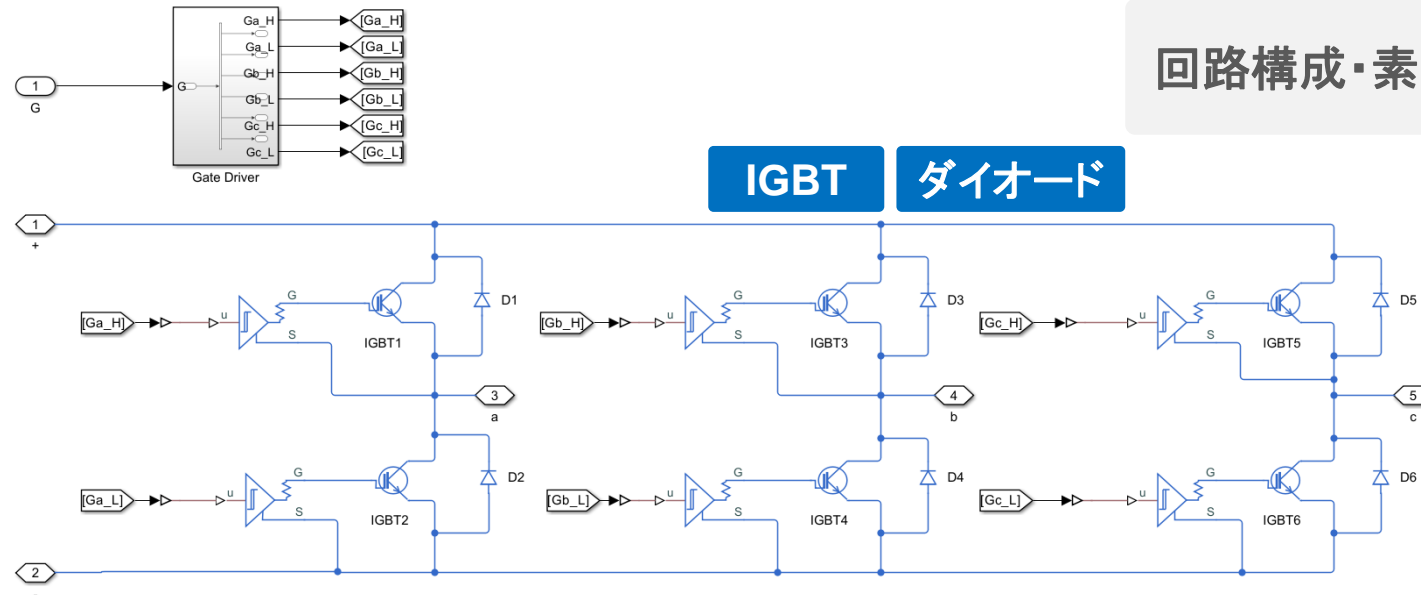 回路構成・素
IGBT
ダイオード
1
G
G
Ga_H
Ga_L
Gb_H
Gb_L
Gc_H
Gc_L
[Ga_H]
[Ga_L]
[Gb_H]
[Gb_L]
[Gc_H]
[Gc_L]
Gate Driver
1
+
[Ga_H]
u
G
S
IGBT1
D1
[Gb_H]
u
G
S
IGBT3
D3
[Gc_H]
u
G
S
IGBT5
D5
3
a
4
b
5
c
[Ga_L]
u
G
S
IGBT2
D2
[Gb_L]
u
G
S
IGBT4
D4
[Gc_L]
u
G
S
IGBT6
D6
2